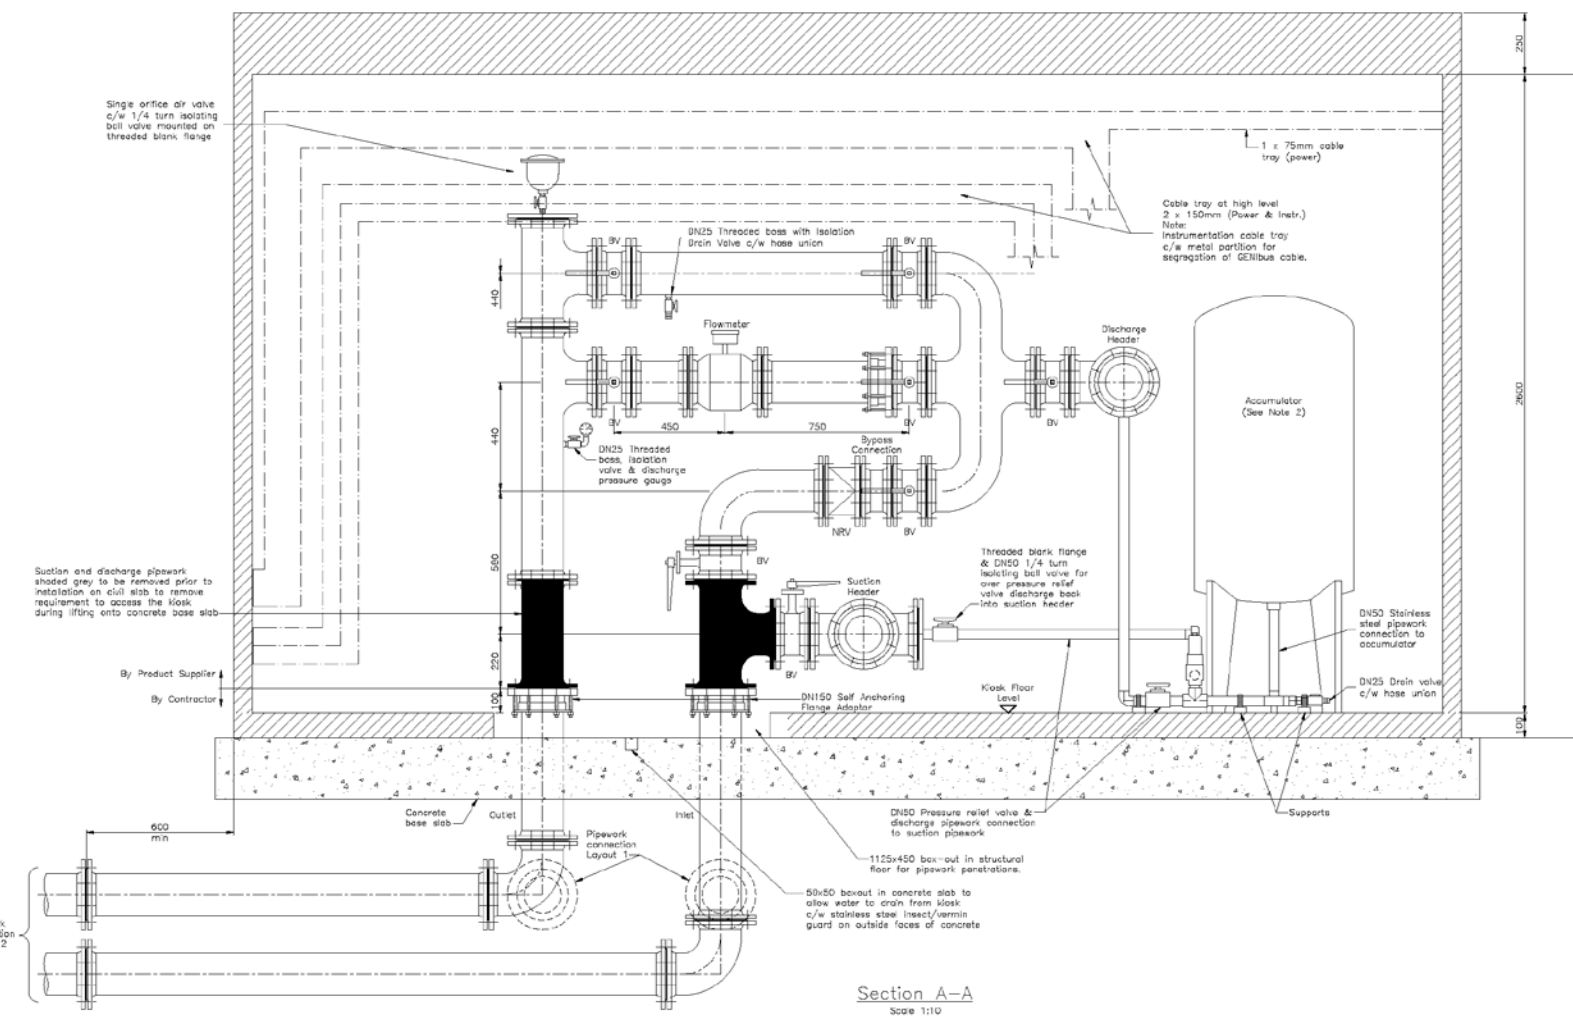 250
Single orifice air valve
c/w 1/4 turn isolating
ball valve mounted on
threaded blank flange
1 x 75mm cable
tray (power)
Cable tray at high level
2 x 150mm (Power & Instr.)
Note:
Instrumentation cable tray
c/w metal partition for
segregation of GENIbus cable.
BV
DN25 Threaded boss with Isolation
Drain Valve c/w hose union
BV
440
Flowmeter
Discharge
Header
2600
Accumulator
(See Note 2)
BV
450
750
BV
BV
440
DN25 Threaded
boss, isolation
valve & discharge
pressure gauge
Bypass
Connection
NRV
BV
580
BV
Threaded blank flange
& DN50 1/4 turn
isolating ball valve for
over pressure relief
valve discharge back
into suction header
Suction
Header
Suction and discharge pipework
shaded grey to be removed prior to
installation on civil slab to remove
requirement to access the kiosk
during lifting onto concrete base slab
DN50 Stainless
steel pipework
connection to
accumulator
220
BV
By Product Supplier
By Contractor
100
DN150 Self Anchoring
Flange Adaptor
Kiosk Floor
Level
DN25 Drain valve
c/w hose union
100
Concrete
base slab
Outlet
Inlet
DN50 Pressure relief valve &
discharge pipework connection
to suction pipework
Supports
600
min
Pipework
connection
Layout 1
1125x450 box-out in structural
floor for pipework penetrations.
50x50 boxout in concrete slab to
allow water to drain from kiosk
c/w stainless steel insect/vermin
guard on outside faces of concrete
2
Section A-A
Scale 1:10